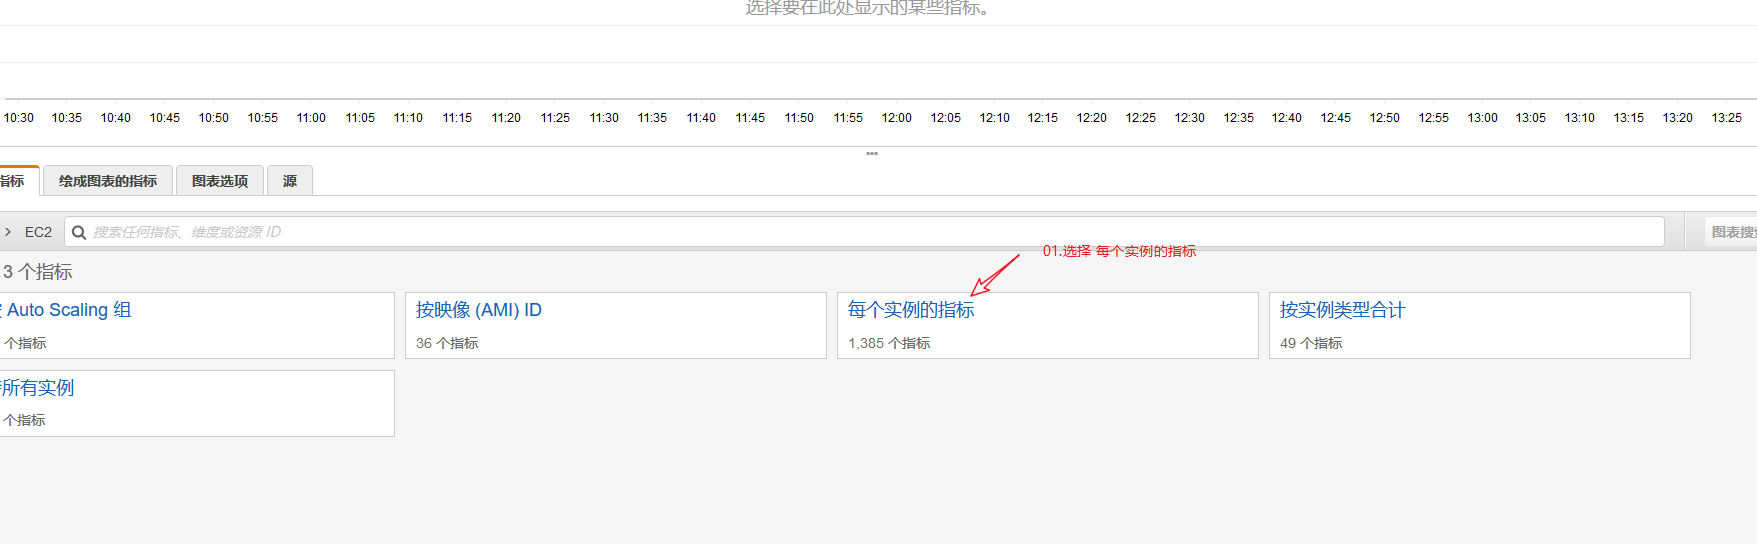 选择要在此处显示的某些指标。
10:30 10:35 10:40 10:45 10:50 10:55 11:00 11:05 11:10 11:15 11:20 11:25 11:30 11:35 11:40 11:45 11:50 11:55 12:00 12:05 12:10 12:15 12:20 12:25 12:30 12:35 12:40 12:45 12:50 12:55 13:00 13:05 13:10 13:15 13:20 13:25
指标 绘成图表的指标 图表选项 源
EC2 搜索任何指标、维度或资源 ID 图表搜索
01.选择 每个实例的指标
3 个指标
Auto Scaling 组 按映像 (AMI) ID 每个实例的指标 按实例类型合计
个指标 36 个指标 1,385 个指标 49 个指标
所有实例
个指标